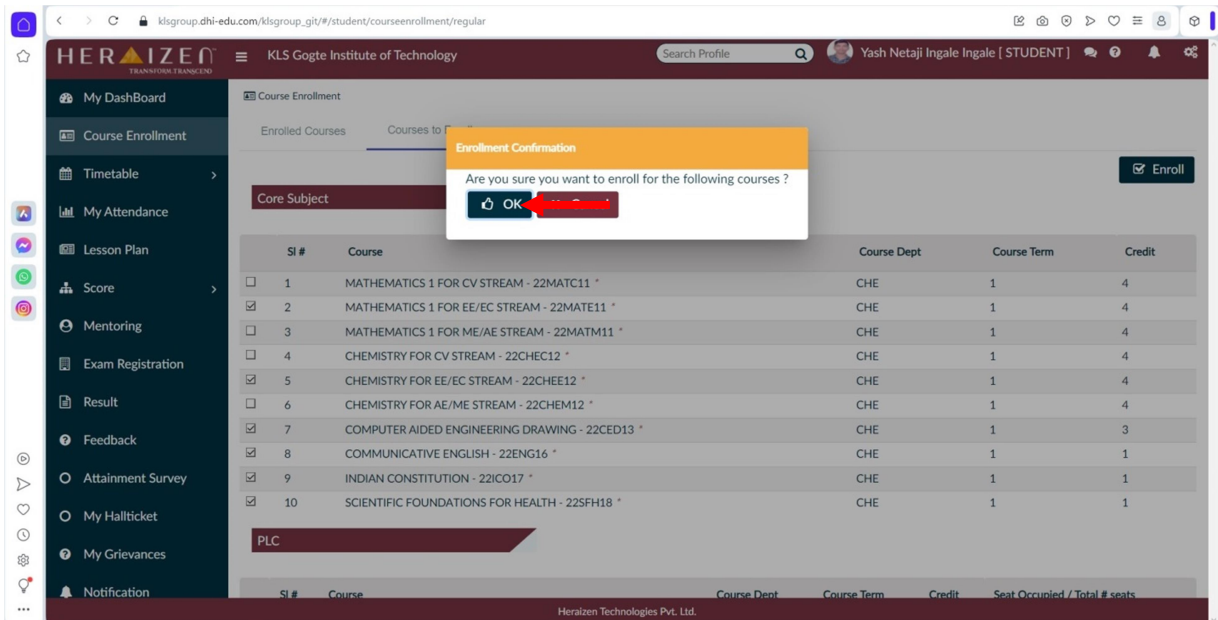 klsgroup.dhi-edu.com/klsgroup_git/#/student/courseenrollment/regular
HERAIZEN
TRANSFORM.TRANSCEND
KLS Gogte Institute of Technology
Search Profile
Yash Netaji Ingale Ingale [ STUDENT ]
My DashBoard
Course Enrollment
Timetable
My Attendance
Lesson Plan
Score
Mentoring
Exam Registration
Result
Feedback
Attainment Survey
My Hallticket
My Grievances
Notification
Course Enrollment
Enrolled Courses Courses to
Enrollment Confirmation
Are you sure you want to enroll for the following courses ?
OK
Enroll
Core Subject
Sl # Course Course Dept Course Term Credit
1 MATHEMATICS 1 FOR CV STREAM - 22MATC11 * CHE 1 4
2 MATHEMATICS 1 FOR EE/EC STREAM - 22MATE11 * CHE 1 4
3 MATHEMATICS 1 FOR ME/AE STREAM - 22MATM11 * CHE 1 4
4 CHEMISTRY FOR CV STREAM - 22CHEC12 * CHE 1 4
5 CHEMISTRY FOR EE/EC STREAM - 22CHEE12 * CHE 1 4
6 CHEMISTRY FOR AE/ME STREAM - 22CHEM12 * CHE 1 4
7 COMPUTER AIDED ENGINEERING DRAWING - 22CED13 * CHE 1 3
8 COMMUNICATIVE ENGLISH - 22ENG16 * CHE 1 1
9 INDIAN CONSTITUTION - 22ICO17 * CHE 1 1
10 SCIENTIFIC FOUNDATIONS FOR HEALTH - 22SFH18 * CHE 1 1
PLC
Sl # Course Course Dept Course Term Credit Seat Occupied / Total # seats
Heraizen Technologies Pvt. Ltd.